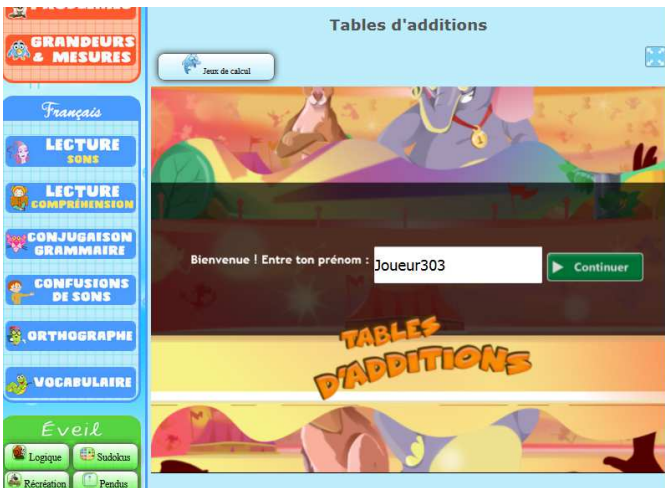 GRANDEURS
& MESURES
Français
LECTURE
SONS
LECTURE
COMPRÉHENSION
CONJUGAISON
GRAMMAIRE
CONFUSIONS
DE SONS
ORTHOGRAPHE
VOCABULAIRE
Éveil
Logique
Sudokus
Récréation
Pendus
Tables d'additions
Jeux de calcul
1
Bienvenue ! Entre ton prénom :
Joueur303
Continuer
TABLES
D'ADDITIONS